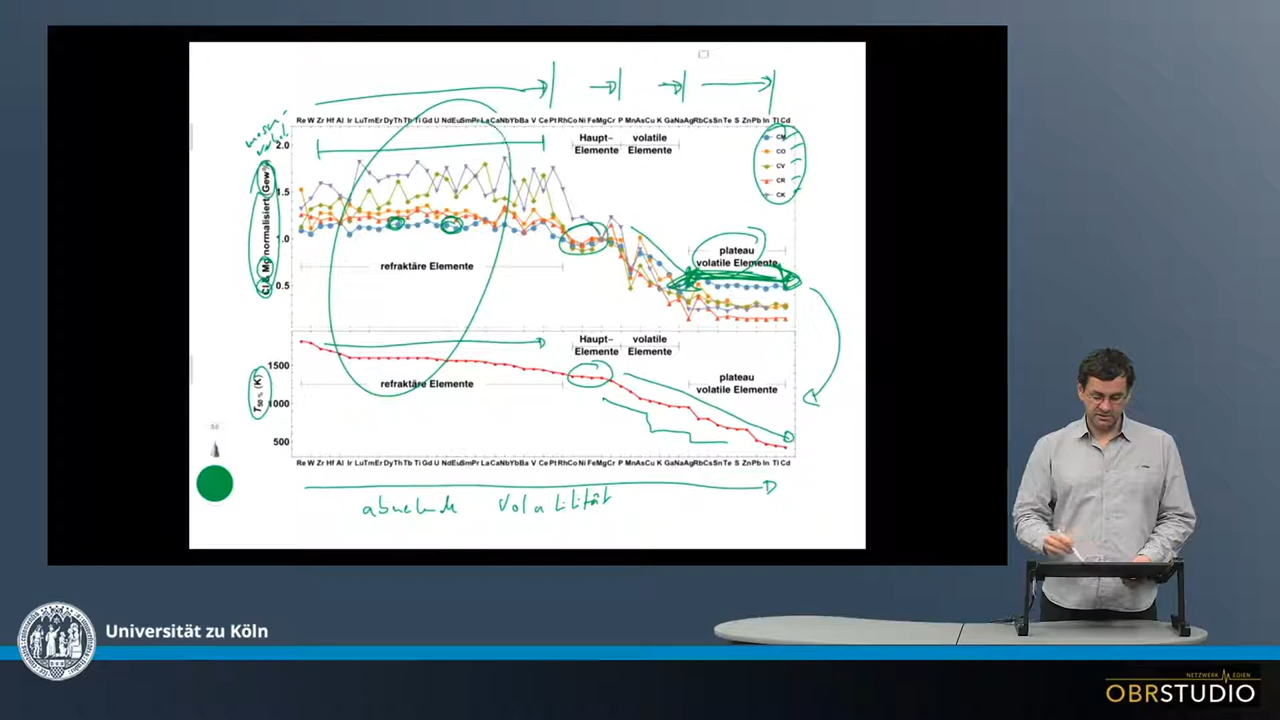 Re W Zr Hf Al Y Ir Lu Tm Er Dy Th Tb Ti Gd U Nd Eu Sm Pr La Ca Nb Yb Ba V Ce Pt Rh Co Ni Fe Mg Cr P Mn As Cu K Ga Na Ag Rb Cs Sn Te S Zn Pb In Tl Cd
2.0
1.5
1.0
0.5
CI & normalisiert (Gew%)
Haupt-
Elemente
volatile
Elemente
CM
CO
CV
CR
CK
plateau
volatile Elemente
refraktäre Elemente
Haupt-
Elemente
volatile
Elemente
1500
1000
500
T50% (K)
refraktäre Elemente
plateau
volatile Elemente
Re W Zr Hf Al Y Ir Lu Tm Er Dy Th Tb Ti Gd U Nd Eu Sm Pr La Ca Nb Yb Ba V Ce Pt Rh Co Ni Fe Mg Cr P Mn As Cu K Ga Na Ag Rb Cs Sn Te S Zn Pb In Tl Cd
Volatilität
Universität zu Köln
NETZWERK MEDIEN
OBRSTUDIO